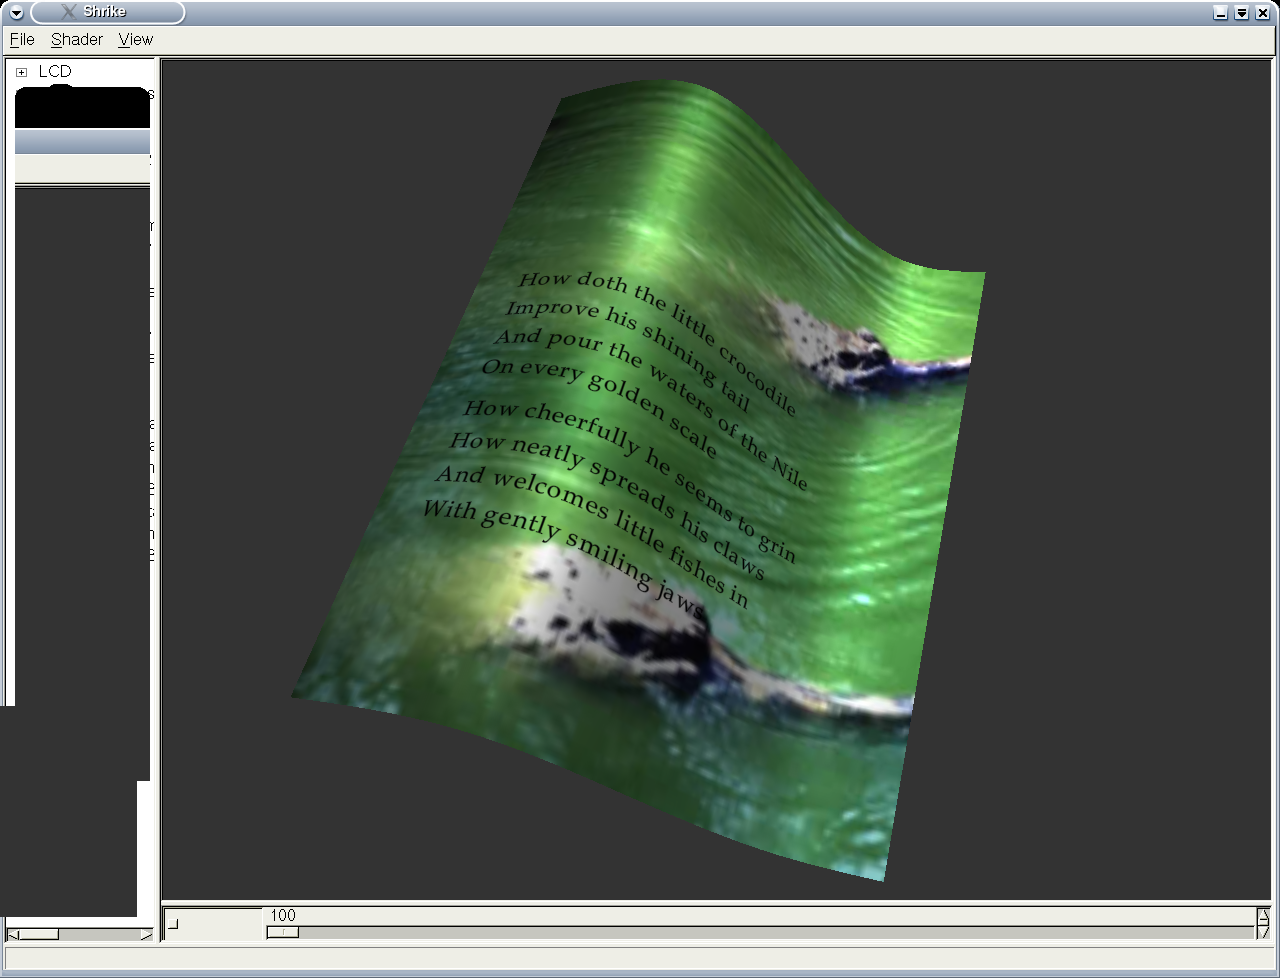 Shrike
File Shader View
LCD
How doth the little crocodile
Improve his shining tail
And pour the waters of the Nile
On every golden scale
How cheerfully he seems to grin
How neatly spreads his claws
And welcomes little fishes in
With gently smiling jaws
100